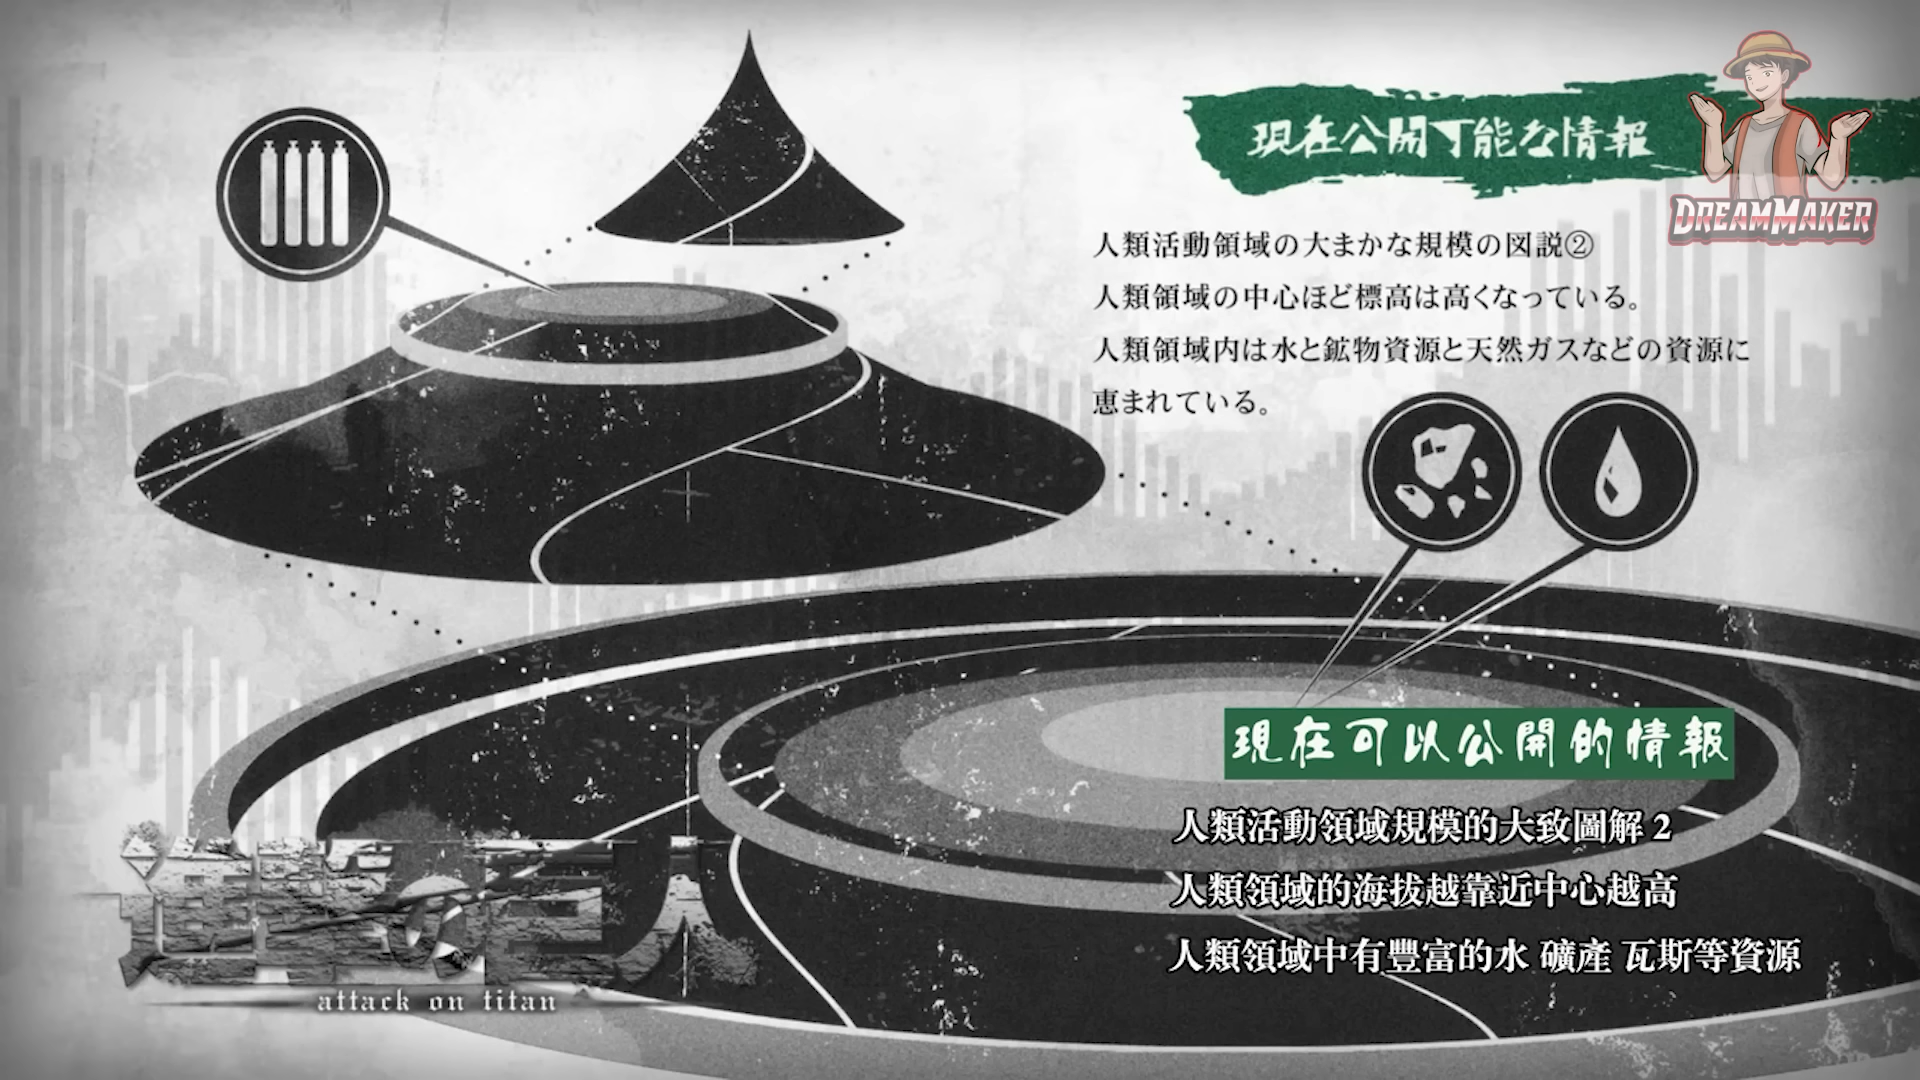 現在公開可能な情報
DREAMMAKER
人類活動領域の大まかな規模の図説②
人類領域の中心ほど標高は高くなっている。
人類領域内は水と鉱物資源と天然ガスなどの資源に
恵まれている。
現在可以公開的情報
人類活動領域規模的大致圖解 2
人類領域的海拔越靠近中心越高
人類領域中有豐富的水 礦產 瓦斯等資源
進撃の巨人
attack on titan